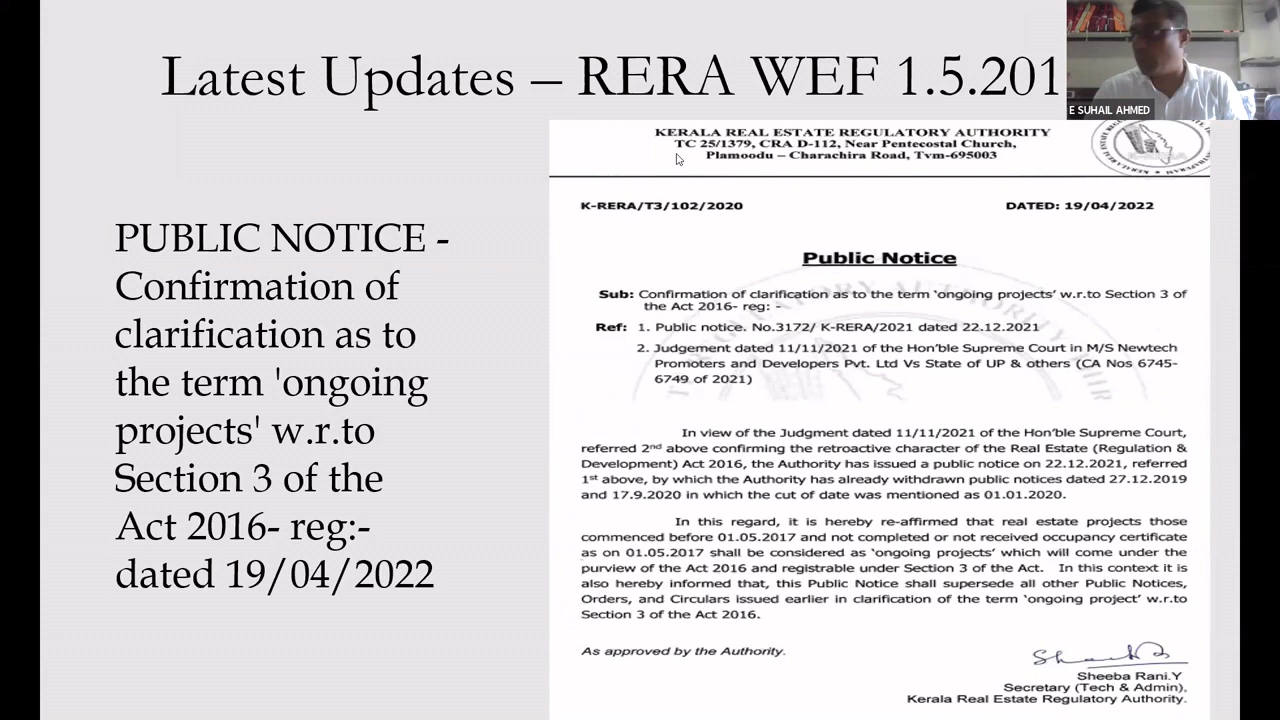 Latest Updates – RERA WEF 1.5.201
E SUHAIL AHMED
PUBLIC NOTICE -
Confirmation of
clarification as to
the term 'ongoing
projects' w.r.to
Section 3 of the
Act 2016- reg:-
dated 19/04/2022
KERALA REAL ESTATE REGULATORY AUTHORITY
TC 25/1379, CRA D-112, Near Pentecostal Church,
Plamoodu – Charachira Road, Tvm-695003
K-RERA/T3/102/2020
DATED: 19/04/2022
Public Notice
Sub: Confirmation of clarification as to the term 'ongoing projects' w.r.to Section 3 of
the Act 2016- reg: -
Ref: 1. Public notice. No.3172/ K-RERA/2021 dated 22.12.2021
2. Judgement dated 11/11/2021 of the Hon'ble Supreme Court in M/S Newtech
Promoters and Developers Pvt. Ltd Vs State of UP & others (CA Nos 6745-
6749 of 2021)
In view of the Judgment dated 11/11/2021 of the Hon'ble Supreme Court,
referred 2nd above confirming the retroactive character of the Real Estate (Regulation &
Development) Act 2016, the Authority has issued a public notice on 22.12.2021, referred
1st above, by which the Authority has already withdrawn public notices dated 27.12.2019
and 17.9.2020 in which the cut of date was mentioned as 01.01.2020.
In this regard, it is hereby re-affirmed that real estate projects those
commenced before 01.05.2017 and not completed or not received occupancy certificate
as on 01.05.2017 shall be considered as 'ongoing projects' which will come under the
purview of the Act 2016 and registrable under Section 3 of the Act. In this context it is
also hereby informed that, this Public Notice shall supersede all other Public Notices,
Orders, and Circulars issued earlier in clarification of the term 'ongoing project' w.r.to
Section 3 of the Act 2016.
As approved by the Authority.
Sheeba Rani.Y
Secretary (Tech & Admin),
Kerala Real Estate Regulatory Authority.